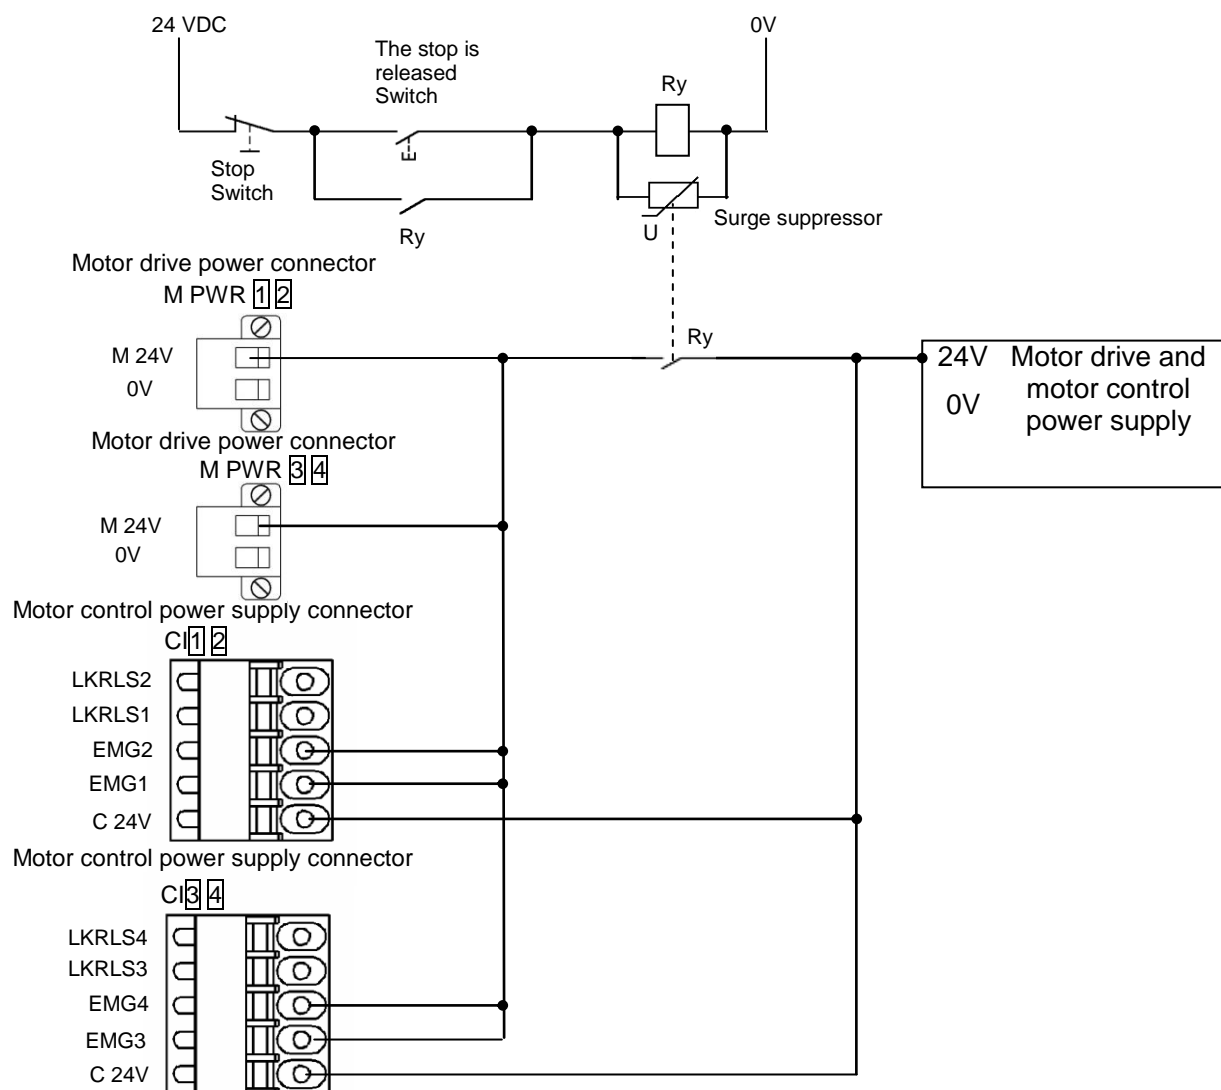 24 VDC
0V
The stop is
released
Switch
Ry
Stop
Switch
Ry
U
Surge suppressor
Motor drive power connector
M PWR 1 2
M 24V
0V
Ry
24V Motor drive and
0V motor control
power supply
Motor drive power connector
M PWR 3 4
M 24V
0V
Motor control power supply connector
CI 1 2
LKRLS2
LKRLS1
EMG2
EMG1
C 24V
Motor control power supply connector
CI 3 4
LKRLS4
LKRLS3
EMG4
EMG3
C 24V